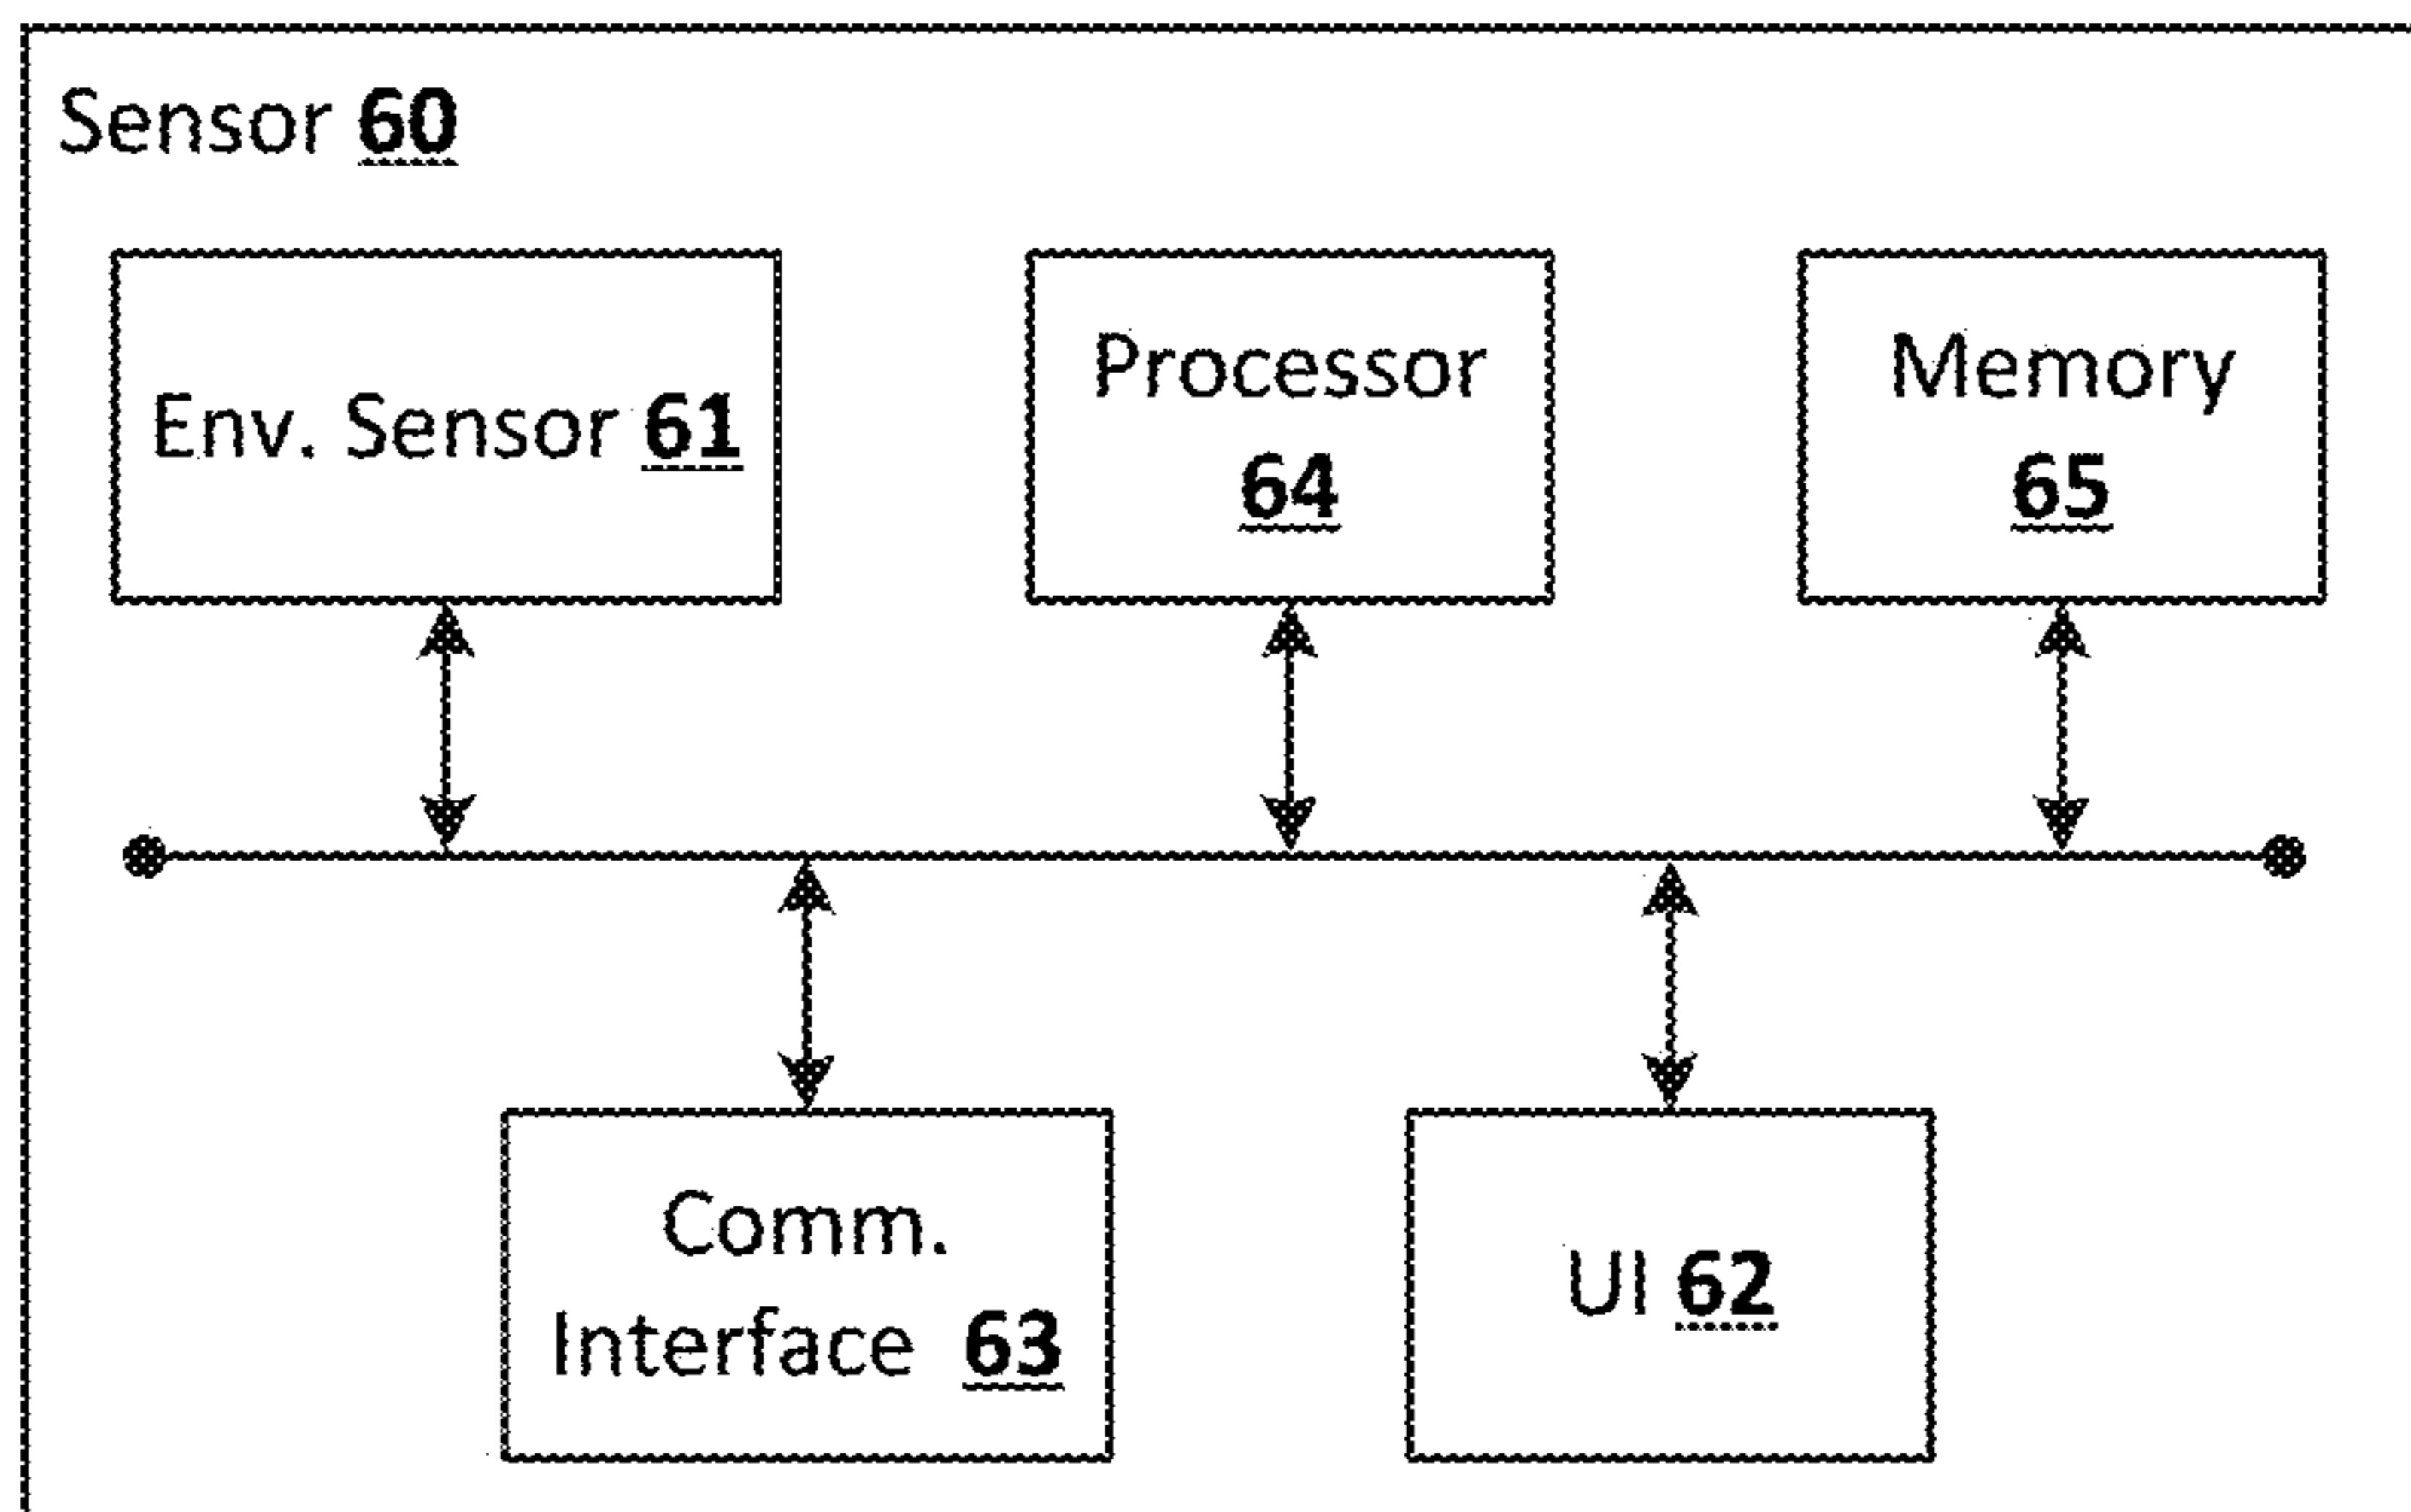 Sensor 60
Env. Sensor 61
Processor
64
Memory
65
Comm.
Interface 63
UI 62